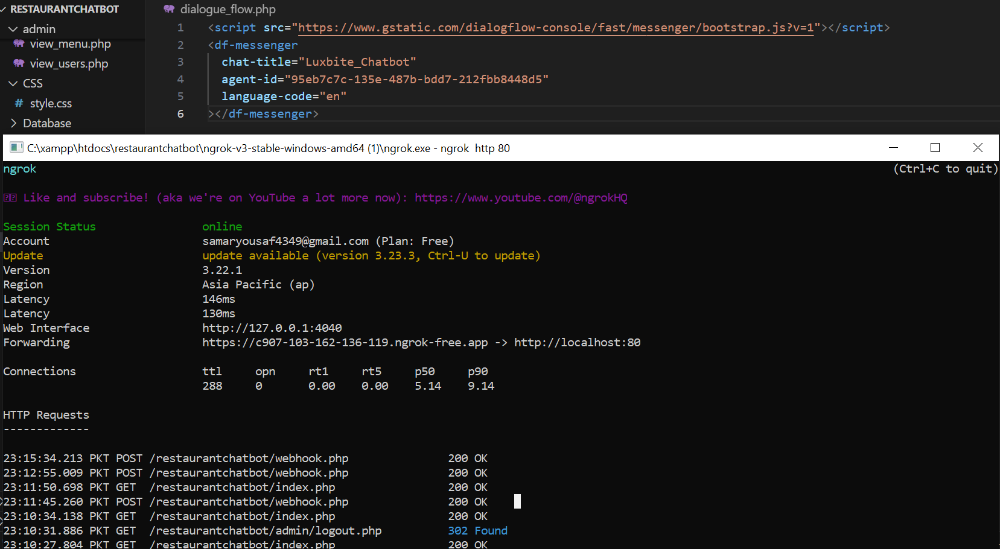 RESTAURANTCHATBOT
admin
view_menu.php
view_users.php
CSS
# style.css
Database
dialogue_flow.php
1 <script src="https://www.gstatic.com/dialogflow-console/fast/messenger/bootstrap.js?v=1"></script>
2 <df-messenger
3 chat-title="Luxbite_Chatbot"
4 agent-id="95eb7c7c-135e-487b-bdd7-212fbb8448d5"
5 language-code="en"
6 ></df-messenger>
C:\xampp\htdocs\restaurantchatbot\ngrok-v3-stable-windows-amd64 (1)\ngrok.exe - ngrok  http 80
ngrok (Ctrl+C to quit)
Like and subscribe! (aka we're on YouTube a lot more now): https://www.youtube.com/@ngrokHQ
Session Status online
Account samaryousaf4349@gmail.com (Plan: Free)
Update update available (version 3.23.3, Ctrl-U to update)
Version 3.22.1
Region Asia Pacific (ap)
Latency 146ms
Latency 130ms
Web Interface http://127.0.0.1:4040
Forwarding https://c907-103-162-136-119.ngrok-free.app -> http://localhost:80
Connections ttl opn rt1 rt5 p50 p90
288 0 0.00 0.00 5.14 9.14
HTTP Requests
-------------
23:15:34.213 PKT POST /restaurantchatbot/webhook.php 200 OK
23:12:55.009 PKT POST /restaurantchatbot/webhook.php 200 OK
23:11:50.698 PKT GET /restaurantchatbot/index.php 200 OK
23:11:45.260 PKT POST /restaurantchatbot/webhook.php 200 OK
23:10:34.138 PKT GET /restaurantchatbot/index.php 200 OK
23:10:31.886 PKT GET /restaurantchatbot/admin/logout.php 302 Found
23:10:27.804 PKT GET /restaurantchatbot/index.php 200 OK